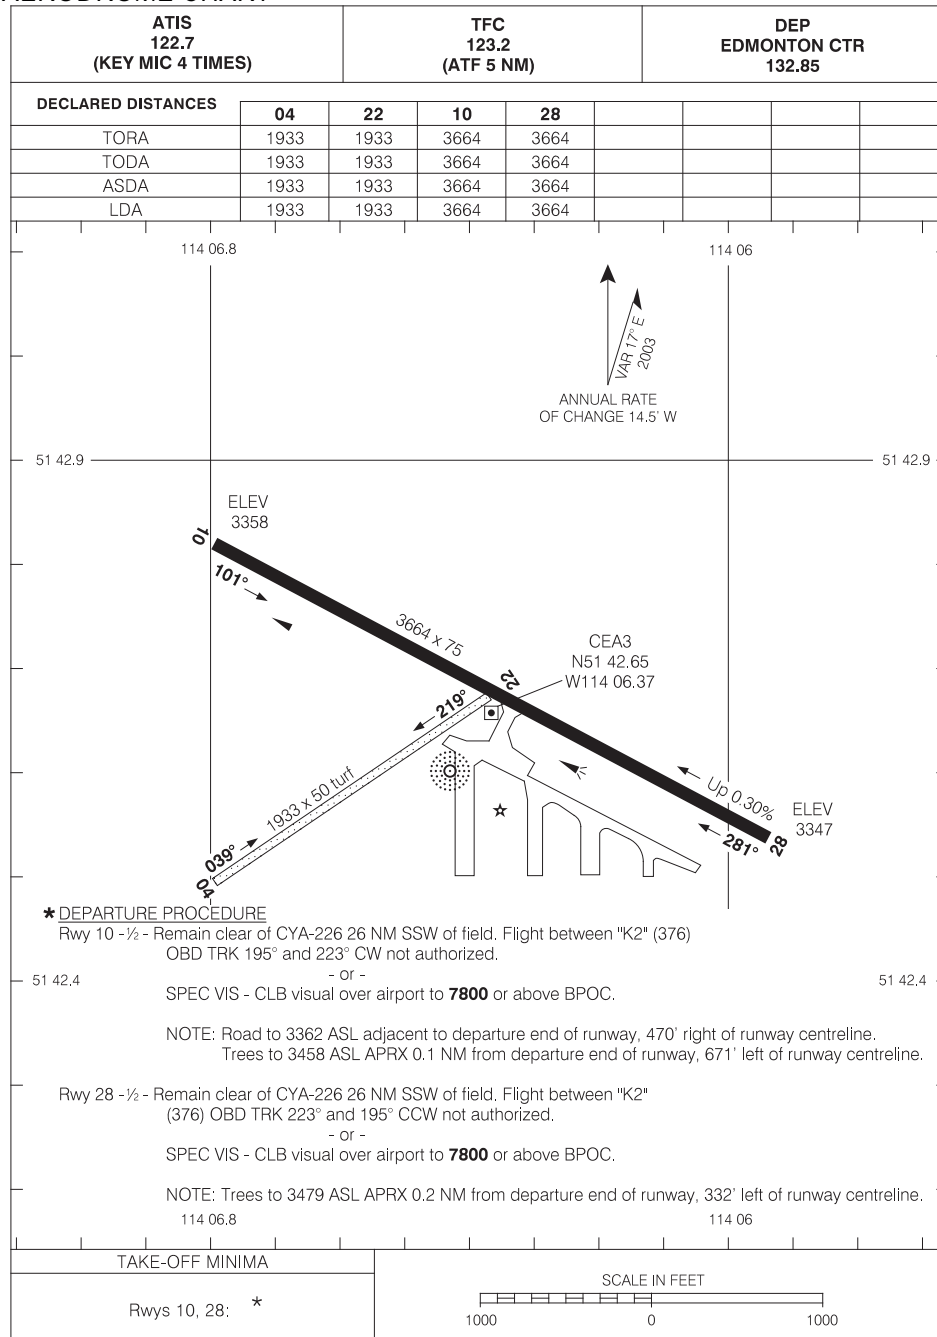 ATIS
122.7
(KEY MIC 4 TIMES)
TFC
123.2
(ATF 5 NM)
DEP
EDMONTON CTR
132.85
DECLARED DISTANCES 04 22 10 28
TORA 1933 1933 3664 3664
TODA 1933 1933 3664 3664
ASDA 1933 1933 3664 3664
LDA 1933 1933 3664 3664
114 06.8 114 06
VAR 17° E
2003
ANNUAL RATE
OF CHANGE 14.5' W
51 42.9 51 42.9
ELEV
3358
10
101°
3664 x 75
CEA3
N51 42.65
W114 06.37
22
219°
1933 x 50 turf
Up 0.30%
ELEV
3347
281°
28
039°
04
* DEPARTURE PROCEDURE
Rwy 10 - ½ - Remain clear of CYA-226 26 NM SSW of field. Flight between "K2" (376)
OBD TRK 195° and 223° CW not authorized.
- or -
51 42.4 51 42.4
SPEC VIS - CLB visual over airport to 7800 or above BPOC.
NOTE: Road to 3362 ASL adjacent to departure end of runway, 470' right of runway centreline.
Trees to 3458 ASL APRX 0.1 NM from departure end of runway, 671' left of runway centreline.
Rwy 28 - ½ - Remain clear of CYA-226 26 NM SSW of field. Flight between "K2"
(376) OBD TRK 223° and 195° CCW not authorized.
- or -
SPEC VIS - CLB visual over airport to 7800 or above BPOC.
NOTE: Trees to 3479 ASL APRX 0.2 NM from departure end of runway, 332' left of runway centreline.
114 06.8 114 06
TAKE-OFF MINIMA
Rwys 10, 28: *
SCALE IN FEET
1000 0 1000